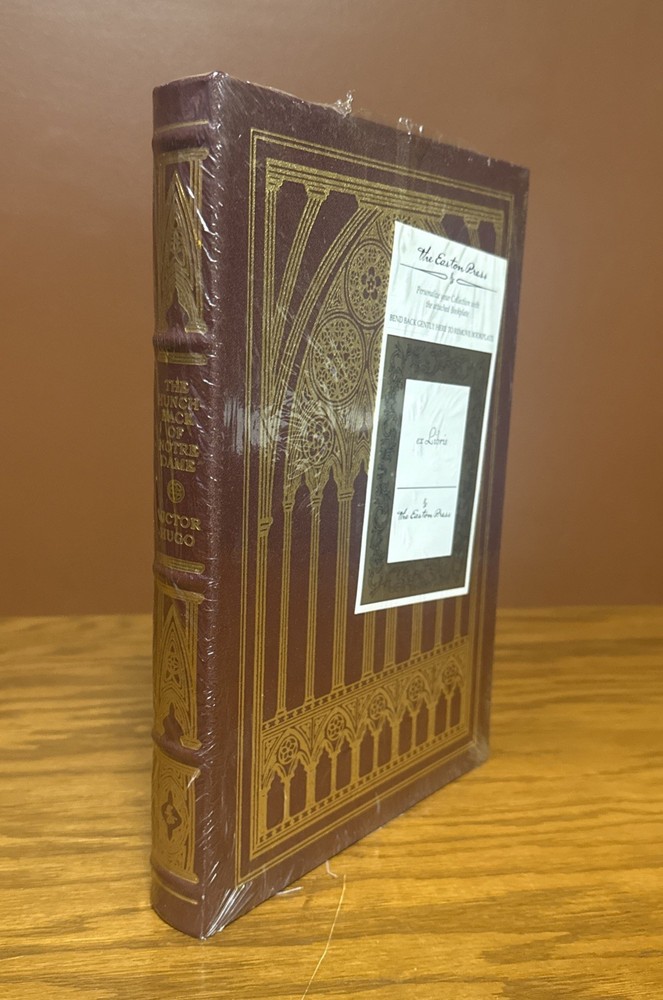 THE
HUNCH-
BACK
OF
NOTRE
DAME
VICTOR
HUGO
The Easton Press
Personalize your Collection with
the attached Bookplate
BEND BACK GENTLY HERE TO REMOVE BOOKPLATE
ex Libris
The Easton Press